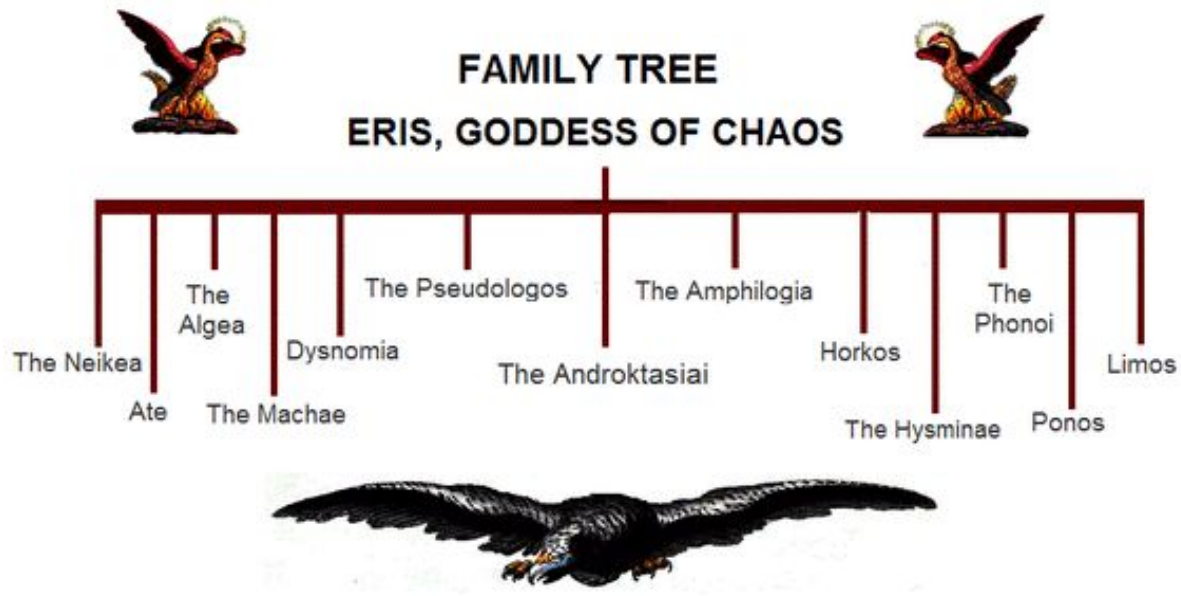 FAMILY TREE
ERIS, GODDESS OF CHAOS
The Neikea
Ate
The
Algea
The Machae
Dysnomia
The Pseudologos
The Androktasiai
The Amphilogia
Horkos
The Hysminae
The
Phonoi
Ponos
Limos